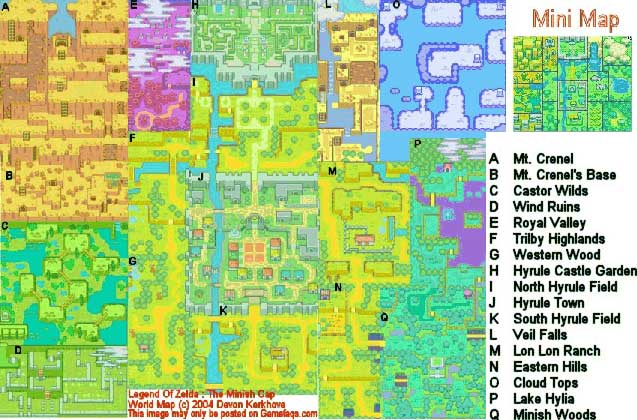 A
E
H
L
O
Mini Map
I
F
P
M
A Mt. Crenel
B Mt. Crenel's Base
C Castor Wilds
D Wind Ruins
E Royal Valley
F Trilby Highlands
G Western Wood
H Hyrule Castle Garden
I North Hyrule Field
J Hyrule Town
K South Hyrule Field
L Veil Falls
M Lon Lon Ranch
N Eastern Hills
O Cloud Tops
P Lake Hylia
Q Minish Woods
B
J
C
G
N
K
Q
D
Legend Of Zelda : The Minish Cap
World Map (c) 2004 Davon Kerkhove
This image may only be posted on Gamefaqs.com